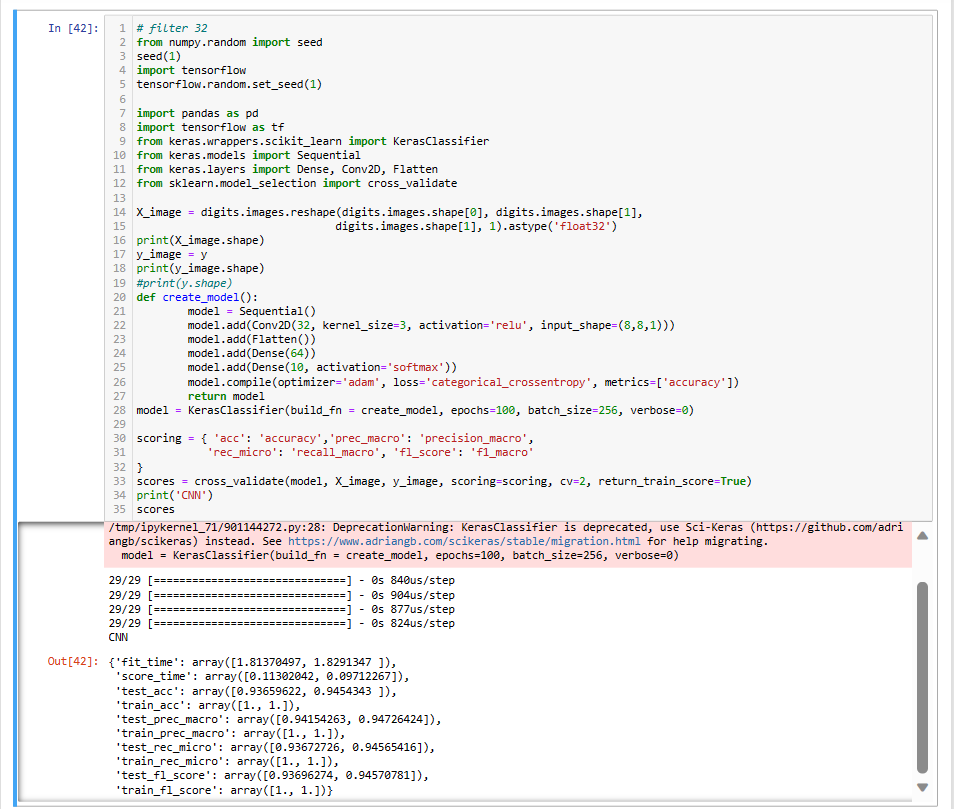 In [42]:
1 # filter 32
2 from numpy.random import seed
3 seed(1)
4 import tensorflow
5 tensorflow.random.set_seed(1)
6
7 import pandas as pd
8 import tensorflow as tf
9 from keras.wrappers.scikit_learn import KerasClassifier
10 from keras.models import Sequential
11 from keras.layers import Dense, Conv2D, Flatten
12 from sklearn.model_selection import cross_validate
13
14 X_image = digits.images.reshape(digits.images.shape[0], digits.images.shape[1],
15                                digits.images.shape[1], 1).astype('float32')
16 print(X_image.shape)
17 y_image = y
18 print(y_image.shape)
19 #print(y.shape)
20 def create_model():
21         model = Sequential()
22         model.add(Conv2D(32, kernel_size=3, activation='relu', input_shape=(8,8,1)))
23         model.add(Flatten())
24         model.add(Dense(64))
25         model.add(Dense(10, activation='softmax'))
26         model.compile(optimizer='adam', loss='categorical_crossentropy', metrics=['accuracy'])
27         return model
28 model = KerasClassifier(build_fn = create_model, epochs=100, batch_size=256, verbose=0)
29
30 scoring = { 'acc': 'accuracy','prec_macro': 'precision_macro',
31            'rec_micro': 'recall_macro', 'fl_score': 'f1_macro'
32 }
33 scores = cross_validate(model, X_image, y_image, scoring=scoring, cv=2, return_train_score=True)
34 print('CNN')
35 scores
/tmp/ipykernel_71/901144272.py:28: DeprecationWarning: KerasClassifier is deprecated, use Sci-Keras (https://github.com/adri
angb/scikeras) instead. See https://www.adriangb.com/scikeras/stable/migration.html for help migrating.
  model = KerasClassifier(build_fn = create_model, epochs=100, batch_size=256, verbose=0)
29/29 [==============================] - 0s 840us/step
29/29 [==============================] - 0s 904us/step
29/29 [==============================] - 0s 877us/step
29/29 [==============================] - 0s 824us/step
CNN
Out[42]: {'fit_time': array([1.81370497, 1.8291347 ]),
'score_time': array([0.11302042, 0.09712267]),
'test_acc': array([0.93659622, 0.9454343 ]),
'train_acc': array([1., 1.]),
'test_prec_macro': array([0.94154263, 0.94726424]),
'train_prec_macro': array([1., 1.]),
'test_rec_micro': array([0.93672726, 0.94565416]),
'train_rec_micro': array([1., 1.]),
'test_fl_score': array([0.93696274, 0.94570781]),
'train_fl_score': array([1., 1.])}